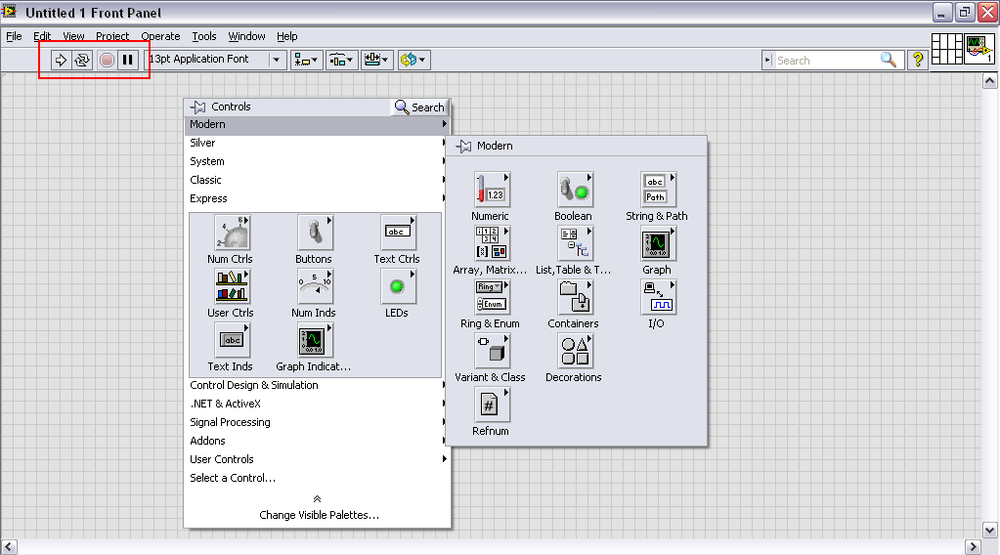 Untitled 1 Front Panel
File Edit View Project Operate Tools Window Help
13pt Application Font
Search
?
1
Controls Search
Modern
Silver
System
Classic
Express
Num Ctrls Buttons Text Ctrls
User Ctrls Num Inds LEDs
Text Inds Graph Indicat...
Control Design & Simulation
.NET & ActiveX
Signal Processing
Addons
User Controls
Select a Control...
Change Visible Palettes...
Modern
Numeric Boolean String & Path
Array, Matrix... List,Table & T... Graph
Ring & Enum Containers I/O
Variant & Class Decorations
Refnum